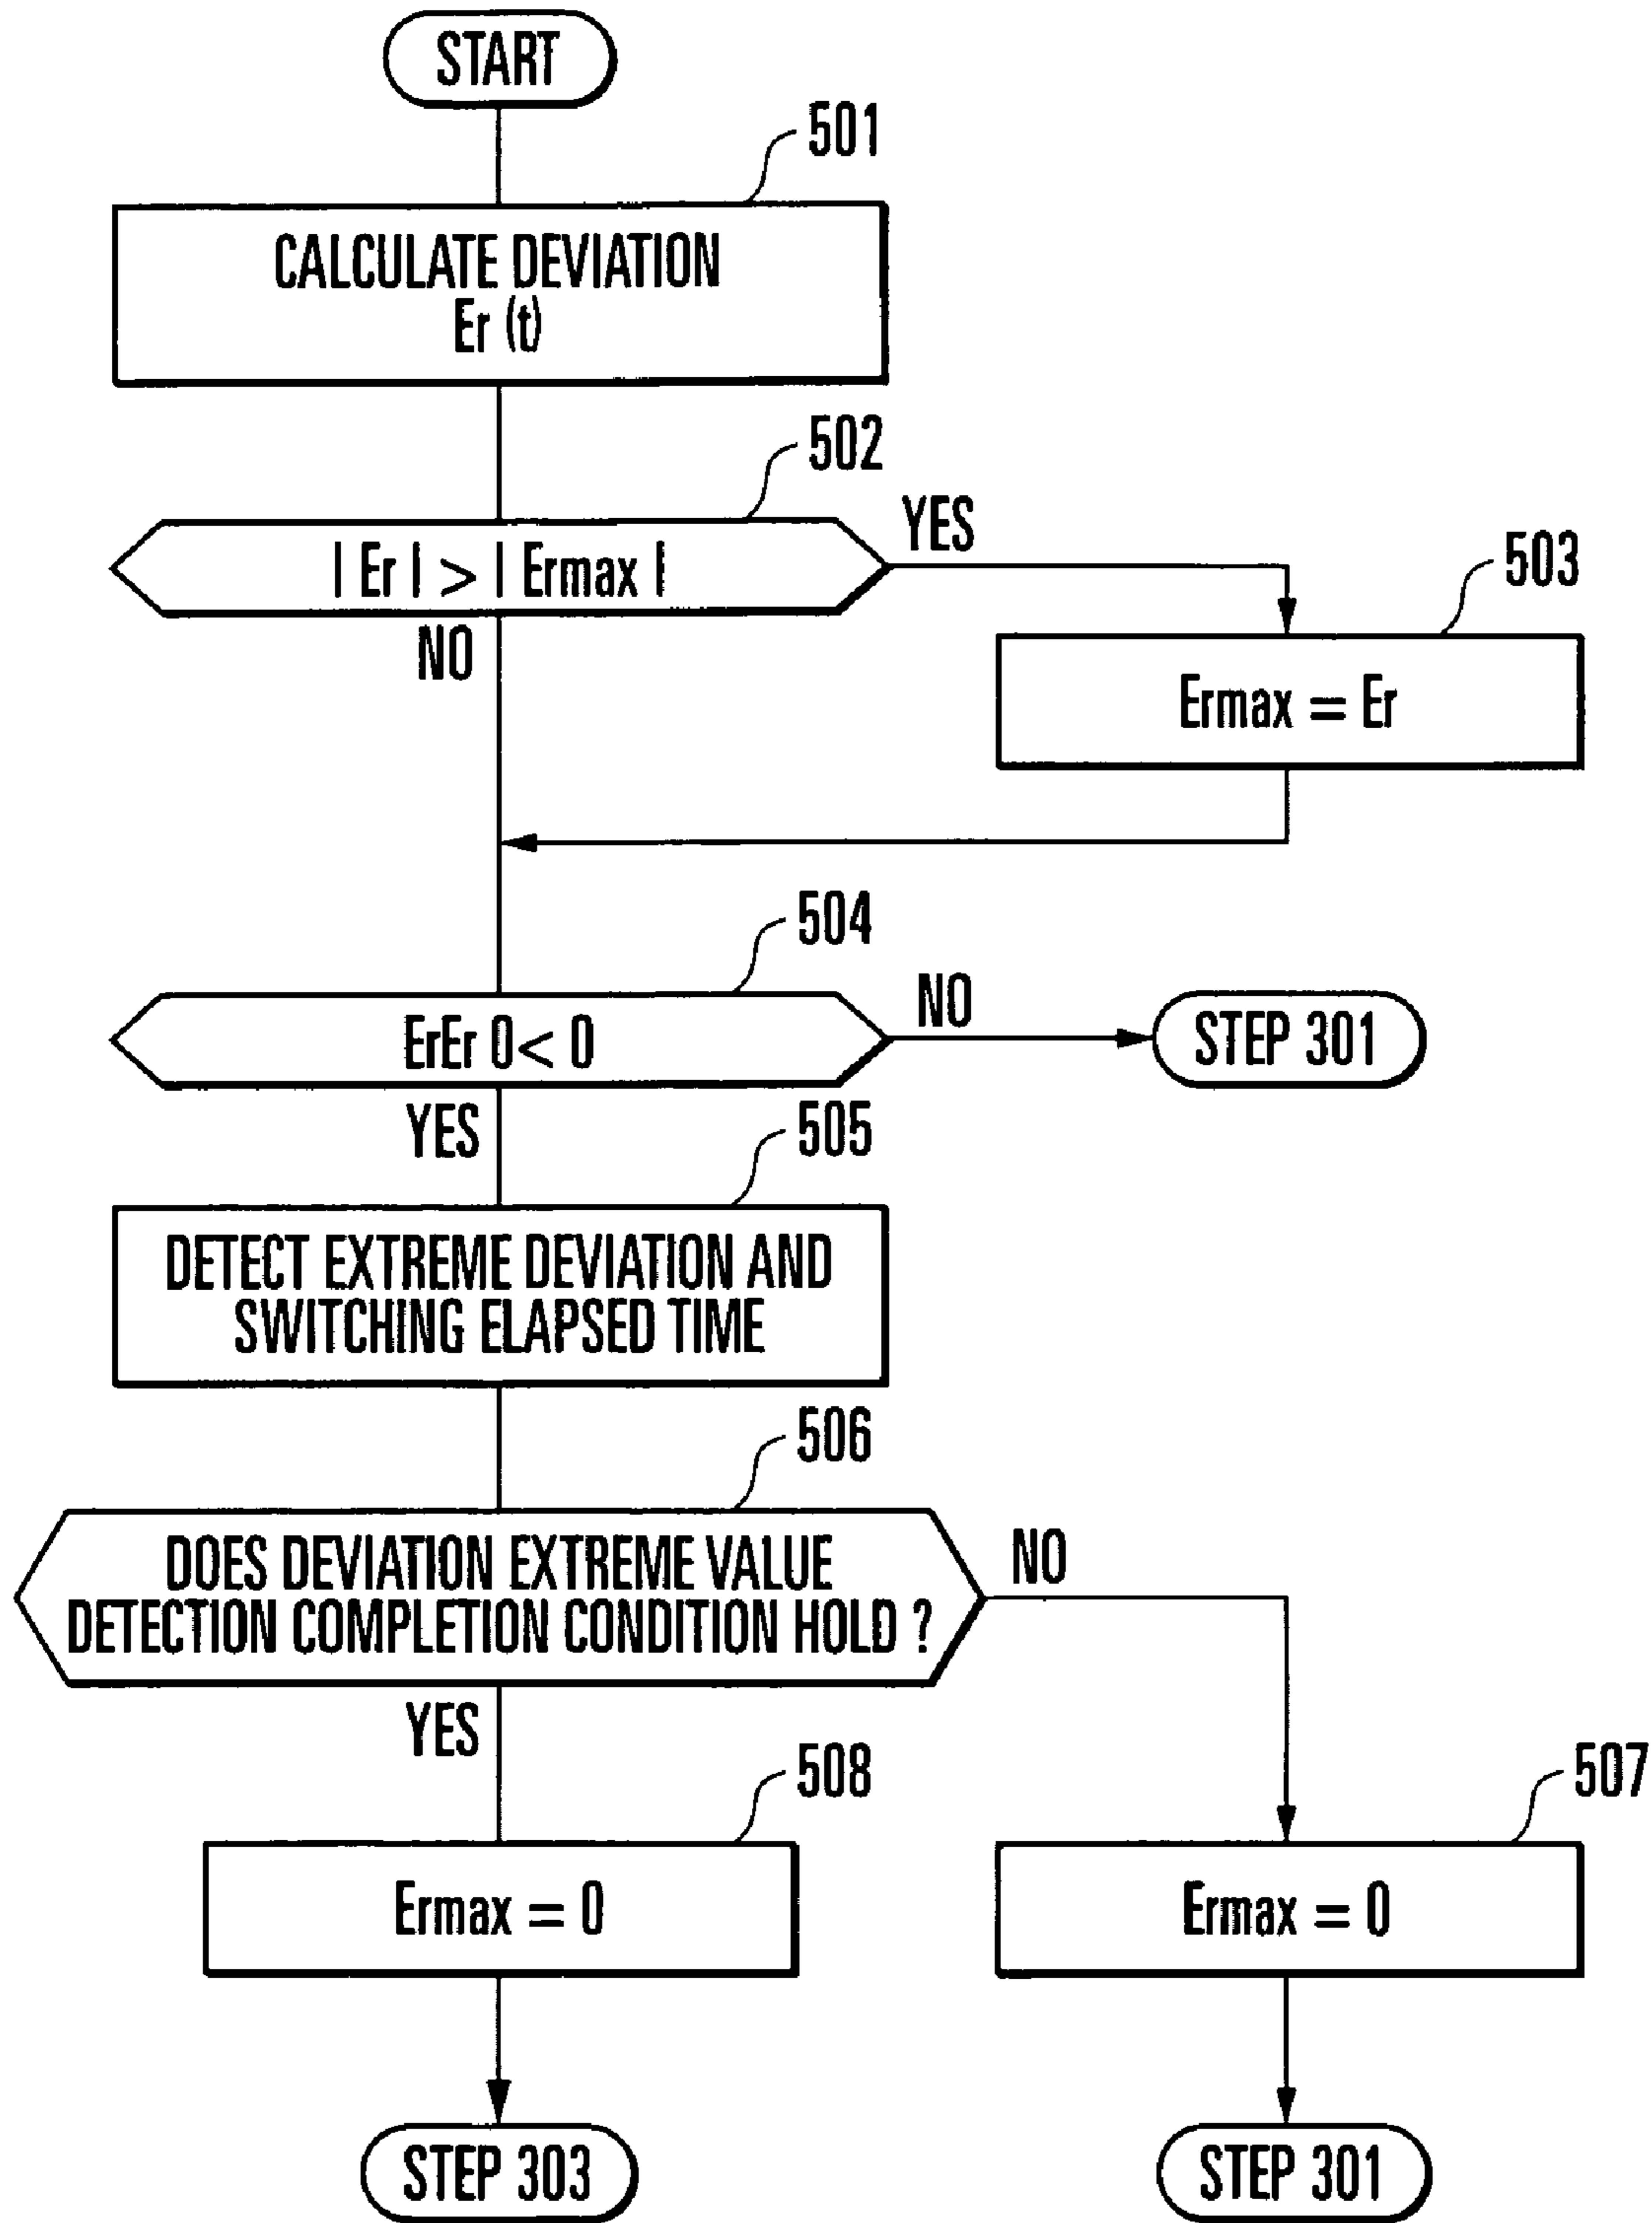 START
501
CALCULATE DEVIATION
Er (t)
502
| Er | > | Ermax |
YES
NO
503
Ermax = Er
504
ErEr 0< 0
NO
STEP 301
YES
505
DETECT EXTREME DEVIATION AND
SWITCHING ELAPSED TIME
506
DOES DEVIATION EXTREME VALUE
DETECTION COMPLETION CONDITION HOLD ?
NO
YES
508
507
Ermax = 0
Ermax = 0
STEP 303
STEP 301